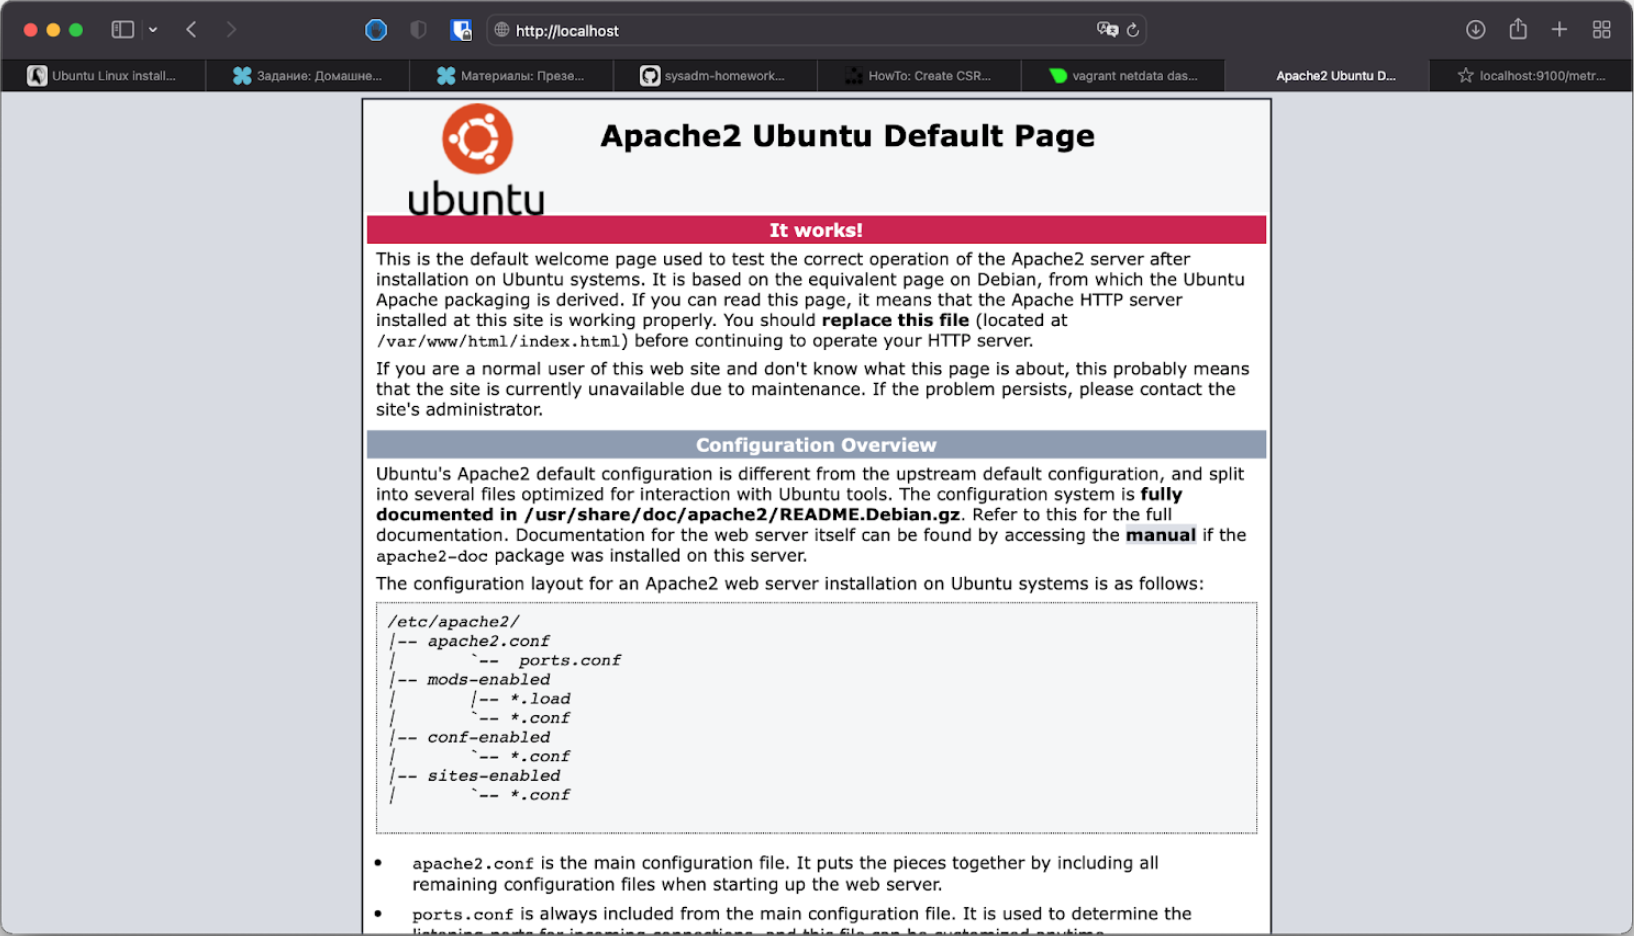 http://localhost
Ubuntu Linux install...
Задание: Домашне...
Материалы: Презе...
sysadm-homework...
HowTo: Create CSR...
vagrant netdata das...
Apache2 Ubuntu D...
localhost:9100/metr...
ubuntu
Apache2 Ubuntu Default Page
It works!
This is the default welcome page used to test the correct operation of the Apache2 server after
installation on Ubuntu systems. It is based on the equivalent page on Debian, from which the Ubuntu
Apache packaging is derived. If you can read this page, it means that the Apache HTTP server
installed at this site is working properly. You should replace this file (located at
/var/www/html/index.html) before continuing to operate your HTTP server.
If you are a normal user of this web site and don't know what this page is about, this probably means
that the site is currently unavailable due to maintenance. If the problem persists, please contact the
site's administrator.
Configuration Overview
Ubuntu's Apache2 default configuration is different from the upstream default configuration, and split
into several files optimized for interaction with Ubuntu tools. The configuration system is fully
documented in /usr/share/doc/apache2/README.Debian.gz. Refer to this for the full
documentation. Documentation for the web server itself can be found by accessing the manual if the
apache2-doc package was installed on this server.
The configuration layout for an Apache2 web server installation on Ubuntu systems is as follows:
/etc/apache2/
|-- apache2.conf
|       `--  ports.conf
|-- mods-enabled
|       |-- *.load
|       `-- *.conf
|-- conf-enabled
|       `-- *.conf
|-- sites-enabled
|       `-- *.conf
• apache2.conf is the main configuration file. It puts the pieces together by including all
remaining configuration files when starting up the web server.
• ports.conf is always included from the main configuration file. It is used to determine the
listening ports for incoming connections, and this file can be customized anytime.